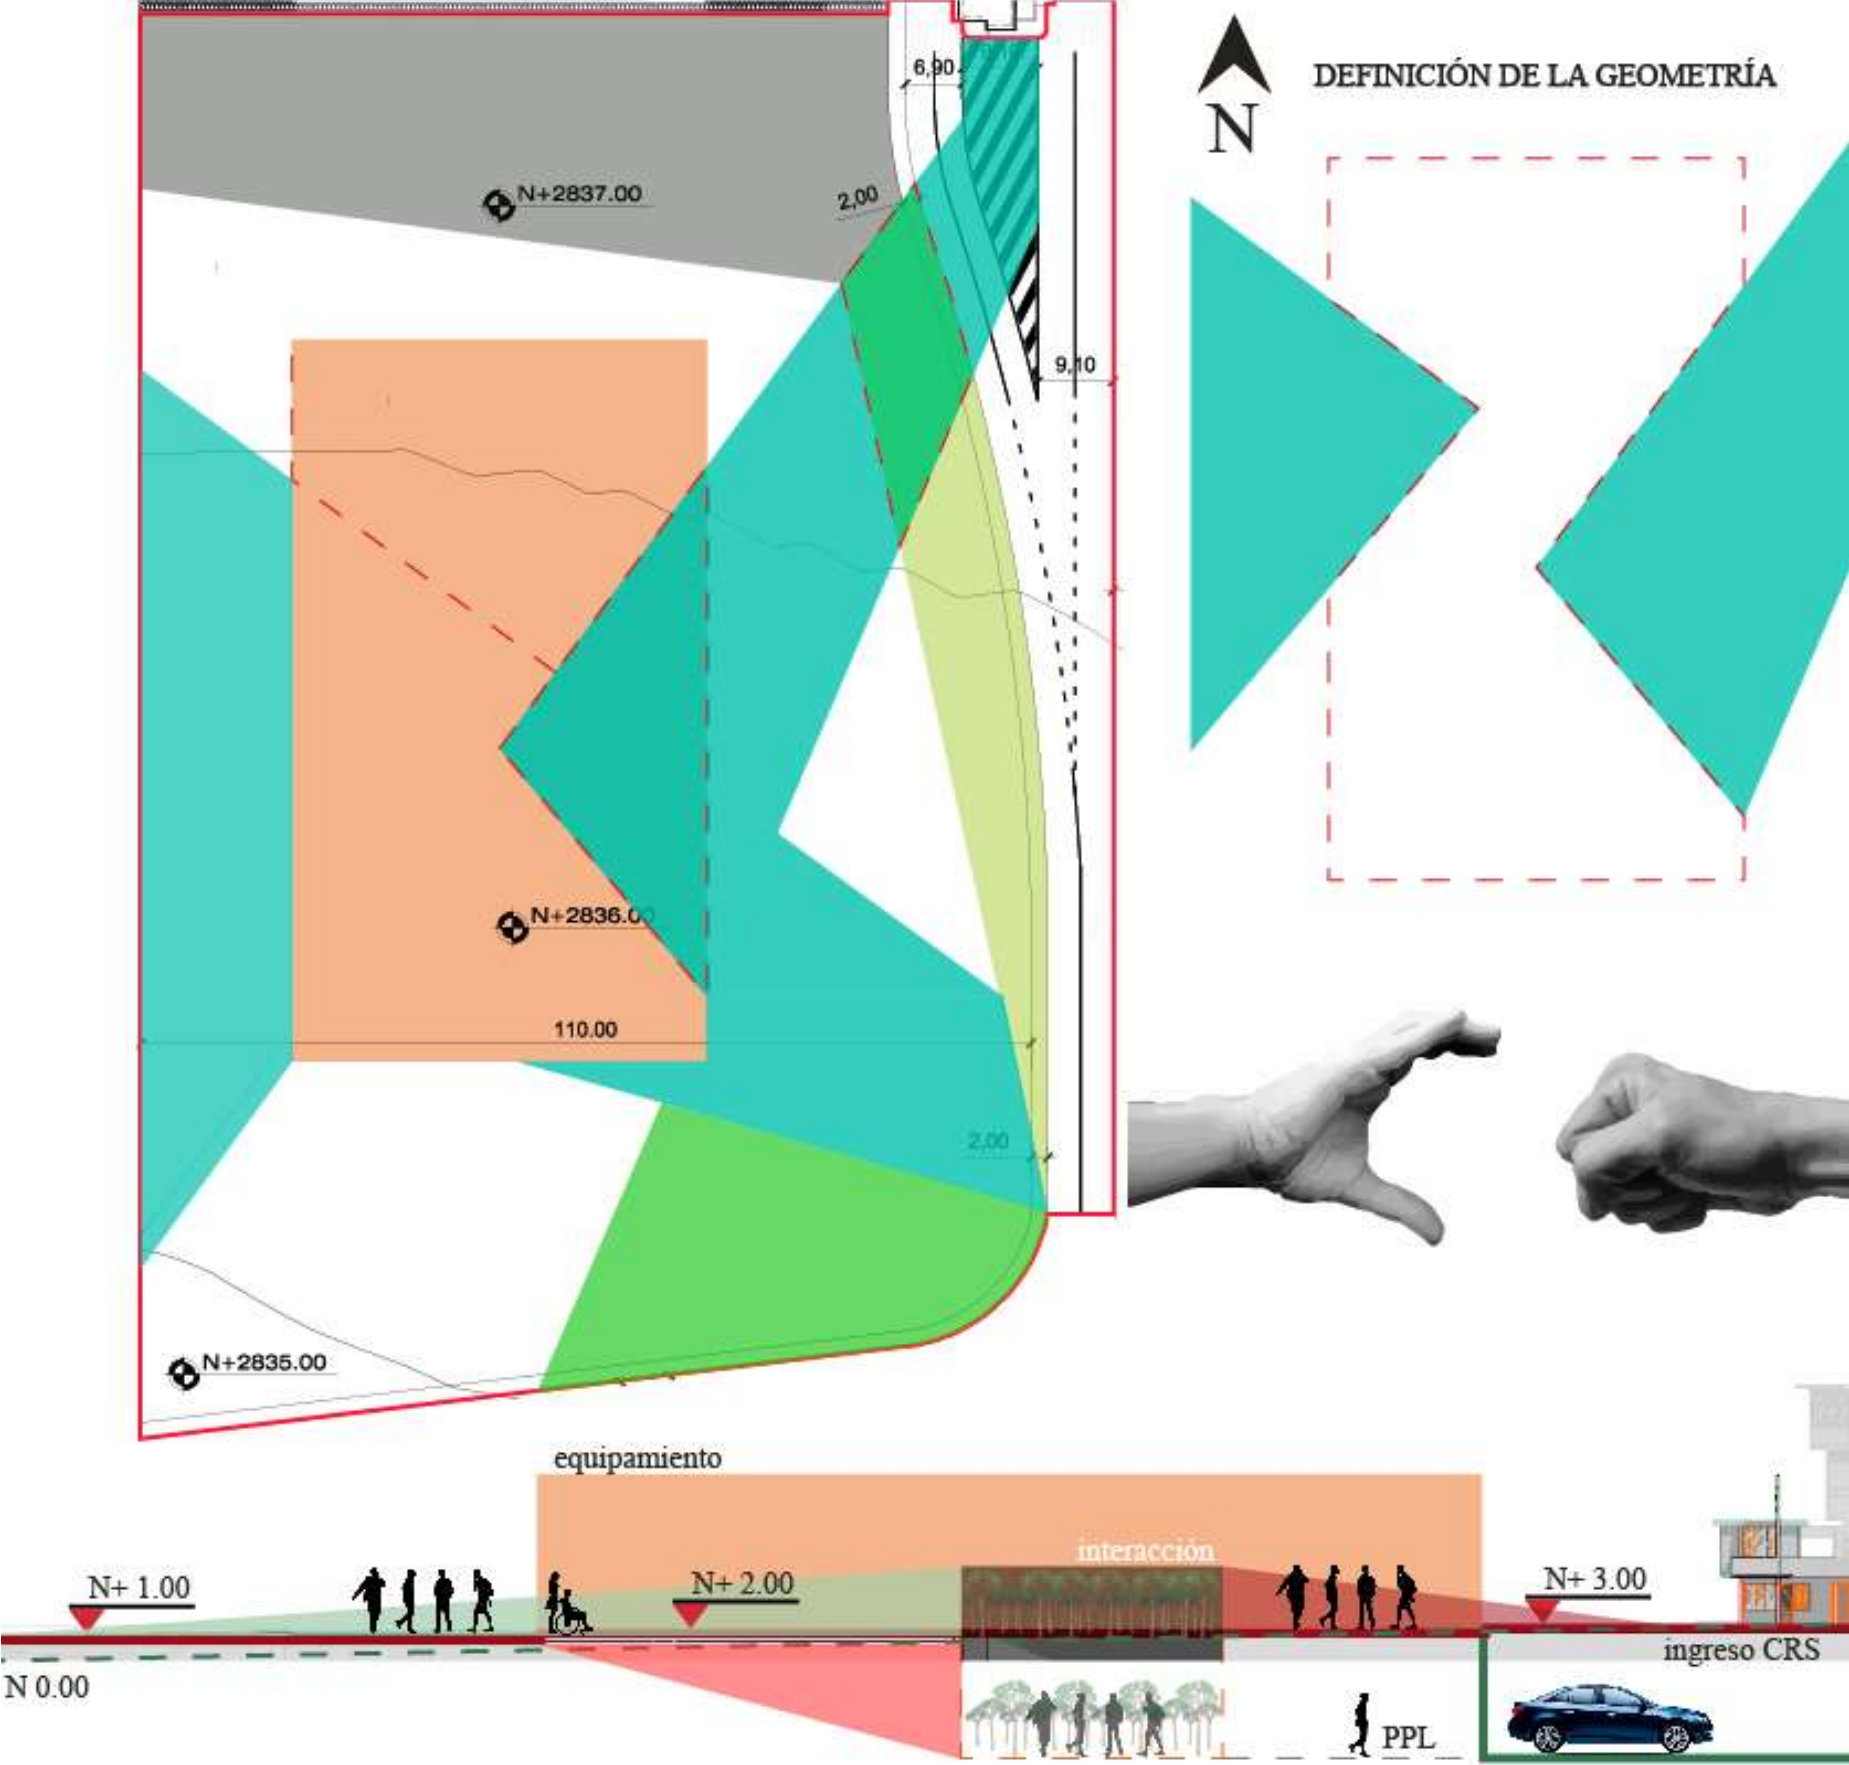 6,90
DEFINICIÓN DE LA GEOMETRÍA
N
N+2837.00
2,00
9,10
N+2836.00
110.00
2,00
N+2835.00
equipamiento
interacción
N+ 1.00
N+ 2.00
N+ 3.00
ingreso CRS
N 0.00
PPL